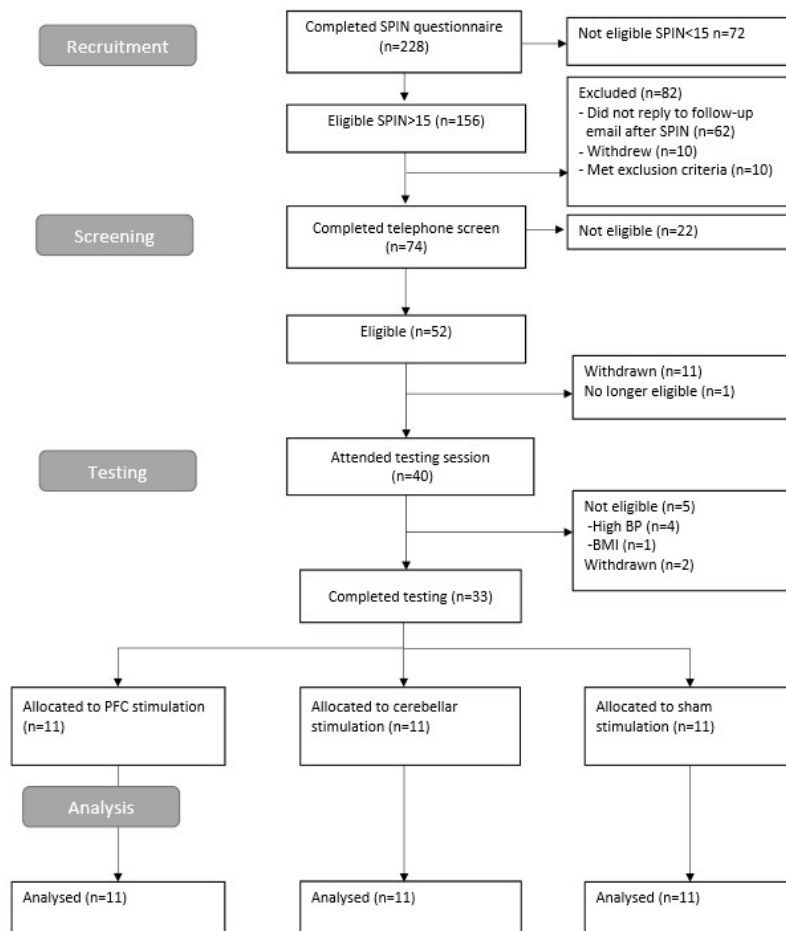 Recruitment
Completed SPIN questionnaire
(n=228)
Not eligible SPIN<15 n=72
Eligible SPIN>15 (n=156)
Excluded (n=82)
- Did not reply to follow-up
email after SPIN (n=62)
- Withdrew (n=10)
- Met exclusion criteria (n=10)
Screening
Completed telephone screen
(n=74)
Not eligible (n=22)
Eligible (n=52)
Withdrawn (n=11)
No longer eligible (n=1)
Testing
Attended testing session
(n=40)
Not eligible (n=5)
-High BP (n=4)
-BMI (n=1)
Withdrawn (n=2)
Completed testing (n=33)
Allocated to PFC stimulation
(n=11)
Allocated to cerebellar
stimulation (n=11)
Allocated to sham
stimulation (n=11)
Analysis
Analysed (n=11)
Analysed (n=11)
Analysed (n=11)